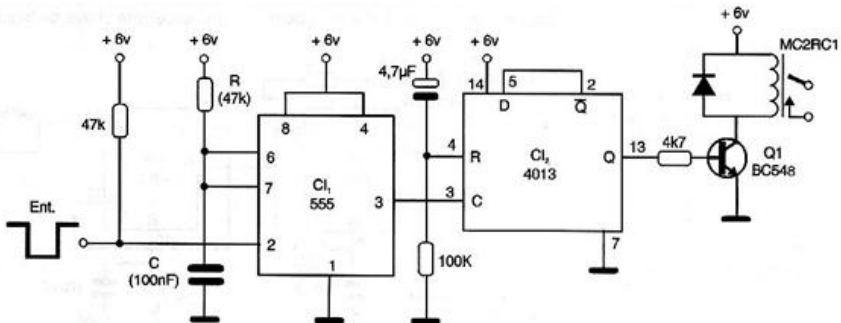 + 6v
+ 6v
+ 6v
+ 6v
+ 6v
+ 6v
MC2RC1
4,7µF
R
(47k)
47k
14
5
2
D
Q̅
8
4
6
7
4
R
CI₂
4013
Q
13
4k7
Q1
BC548
CI₁
555
3
3
C
Ent.
2
C
(100nF)
1
100K
7